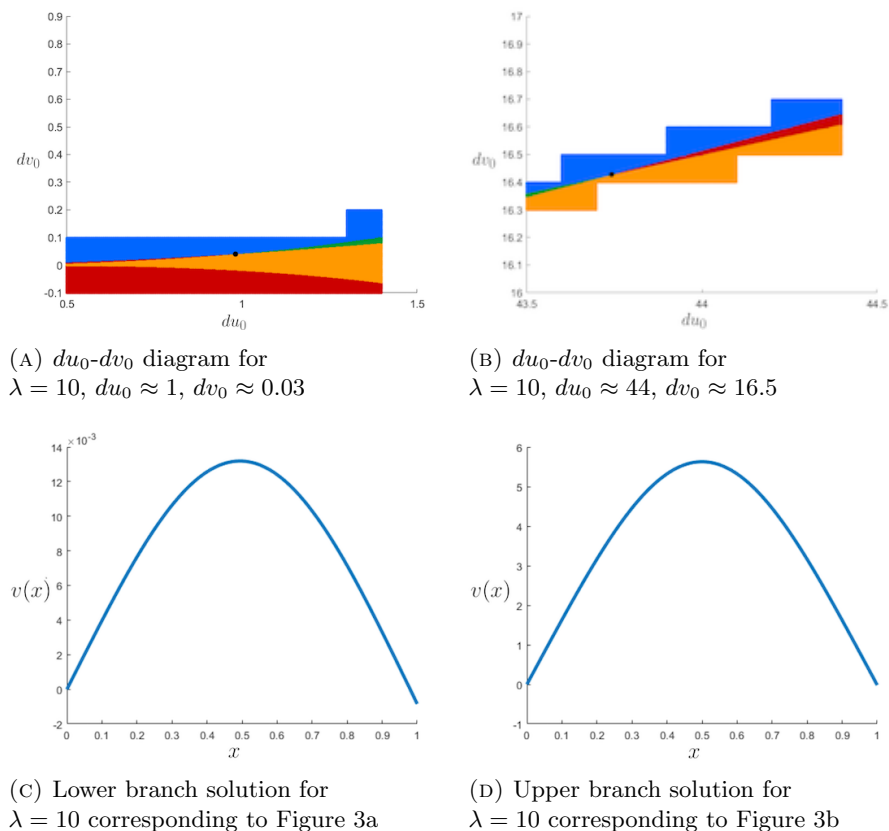 0.9
0.8
0.7
0.6
0.5
0.4
dv₀
0.3
0.2
0.1
0
-0.1
0.5 1 1.5
du₀
17
16.9
16.8
16.7
16.6
16.5
dv₀
16.4
16.3
16.2
16.1
16
43.5 44 44.5
du₀
(A) du₀-dv₀ diagram for
λ = 10, du₀ ≈ 1, dv₀ ≈ 0.03
(B) du₀-dv₀ diagram for
λ = 10, du₀ ≈ 44, dv₀ ≈ 16.5
×10⁻³
14
12
10
8
6
v(x)
4
2
0
-2
0 0.1 0.2 0.3 0.4 0.5 0.6 0.7 0.8 0.9 1
x
6
5
4
3
v(x)
2
1
0
-1
0 0.1 0.2 0.3 0.4 0.5 0.6 0.7 0.8 0.9 1
x
(C) Lower branch solution for
λ = 10 corresponding to Figure 3a
(D) Upper branch solution for
λ = 10 corresponding to Figure 3b